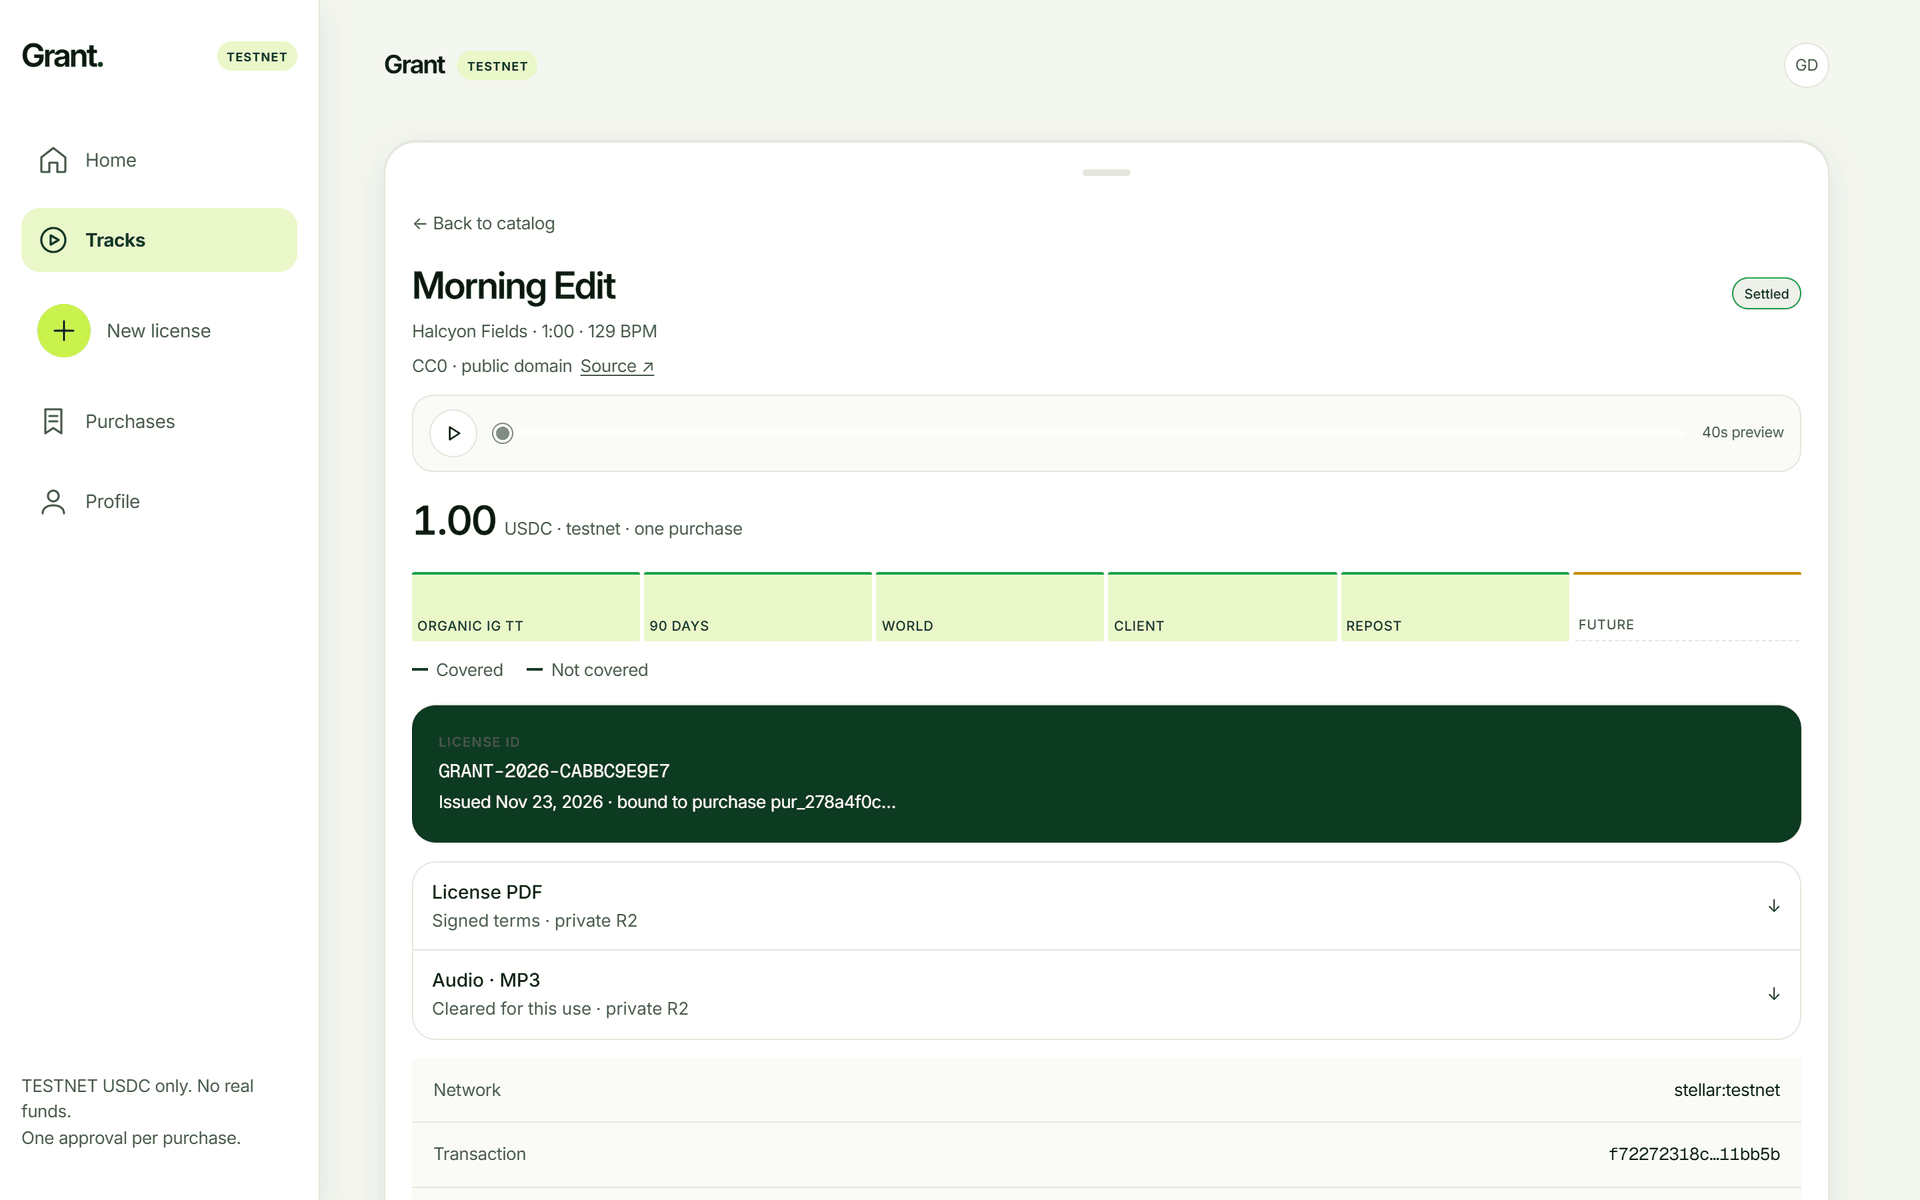 Grant.
TESTNET
Home
Tracks
New license
Purchases
Profile
TESTNET USDC only. No real
funds.
One approval per purchase.
Grant TESTNET
GD
← Back to catalog
Morning Edit
Settled
Halcyon Fields · 1:00 · 129 BPM
CC0 · public domain Source ↗
40s preview
1.00 USDC · testnet · one purchase
ORGANIC IG TT
90 DAYS
WORLD
CLIENT
REPOST
FUTURE
Covered
Not covered
LICENSE ID
GRANT-2026-CABBC9E9E7
Issued Nov 23, 2026 · bound to purchase pur_278a4f0c…
License PDF
Signed terms · private R2
Audio · MP3
Cleared for this use · private R2
Network stellar:testnet
Transaction f72272318c…11bb5b